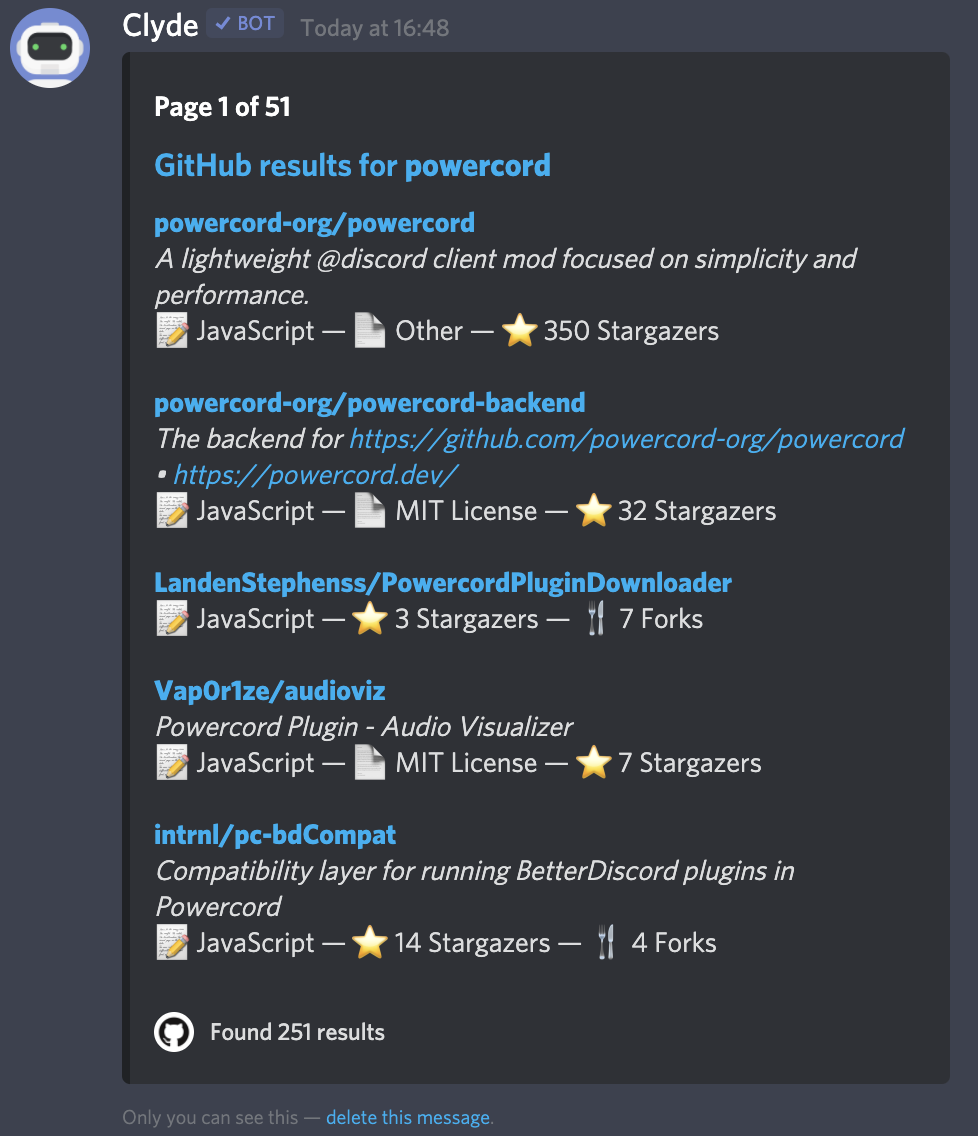 Clyde ✓ BOT Today at 16:48
Page 1 of 51
GitHub results for powercord
powercord-org/powercord
A lightweight @discord client mod focused on simplicity and
performance.
📝 JavaScript — 📄 Other — ⭐ 350 Stargazers
powercord-org/powercord-backend
The backend for https://github.com/powercord-org/powercord
• https://powercord.dev/
📝 JavaScript — 📄 MIT License — ⭐ 32 Stargazers
LandenStephenss/PowercordPluginDownloader
📝 JavaScript — ⭐ 3 Stargazers — 🍴 7 Forks
Vap0r1ze/audioviz
Powercord Plugin - Audio Visualizer
📝 JavaScript — 📄 MIT License — ⭐ 7 Stargazers
intrnl/pc-bdCompat
Compatibility layer for running BetterDiscord plugins in
Powercord
📝 JavaScript — ⭐ 14 Stargazers — 🍴 4 Forks
Found 251 results
Only you can see this — delete this message.